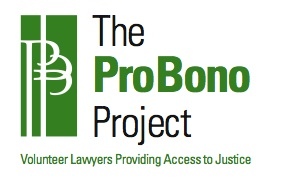 The
ProBono
Project
Volunteer Lawyers Providing Access to Justice